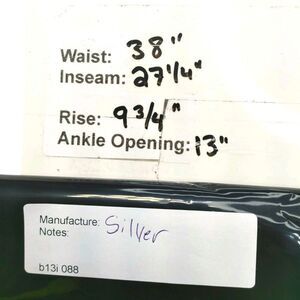 Waist: 38"
Inseam: 27 1/4"
Rise: 9 3/4"
Ankle Opening: 13"
Manufacture: Silver
Notes:
b13i 088